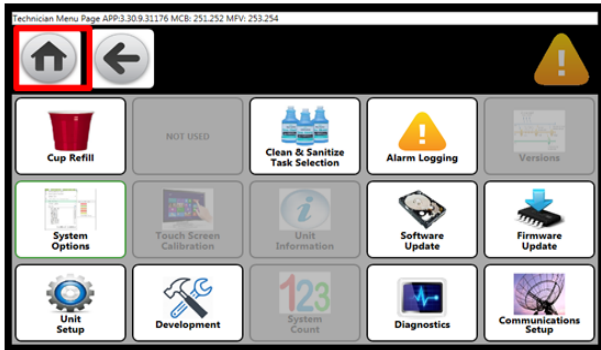 Technician Menu Page APP:3.30.9.31176 MCB: 251.252 MFV: 253.254
Cup Refill
NOT USED
Clean & Sanitize
Task Selection
Alarm Logging
Versions
System
Options
Touch Screen
Calibration
Unit
Information
Software
Update
Firmware
Update
Unit
Setup
Development
123
System
Count
Diagnostics
Communications
Setup